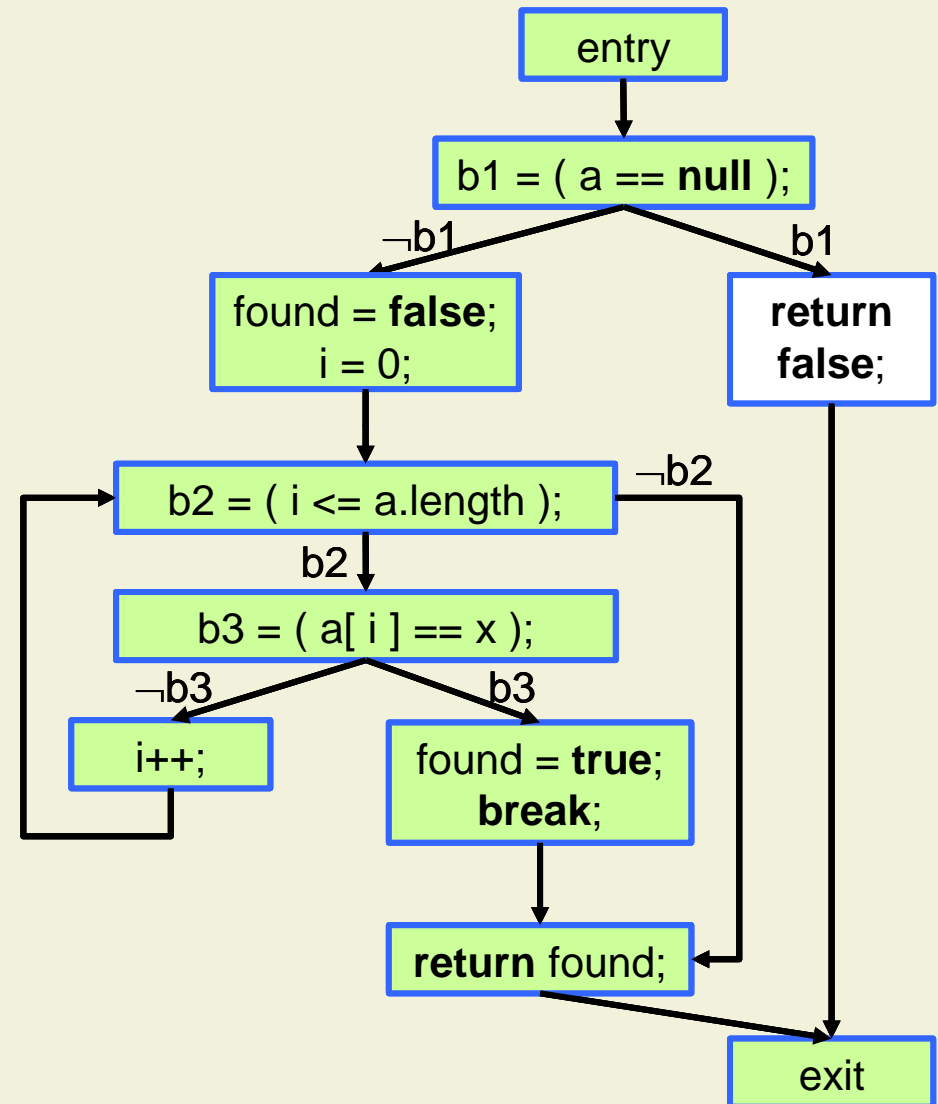 entry
b1 = ( a == null );
¬b1
b1
found = false;
i = 0;
return
false;
b2 = ( i <= a.length );
¬b2
b2
b3 = ( a[ i ] == x );
¬b3
b3
i++;
found = true;
break;
return found;
exit